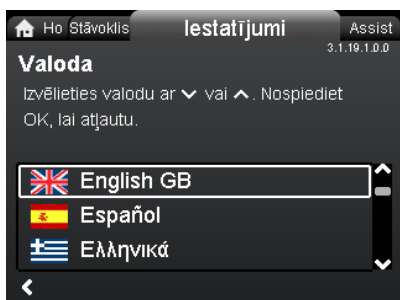 Ho Stāvoklis Iestatījumi Assist
3.1.19.1.0.0
Valoda
Izvēlieties valodu ar vai . Nospiediet
OK, lai atļautu.
English GB
Español
Ελληνικά